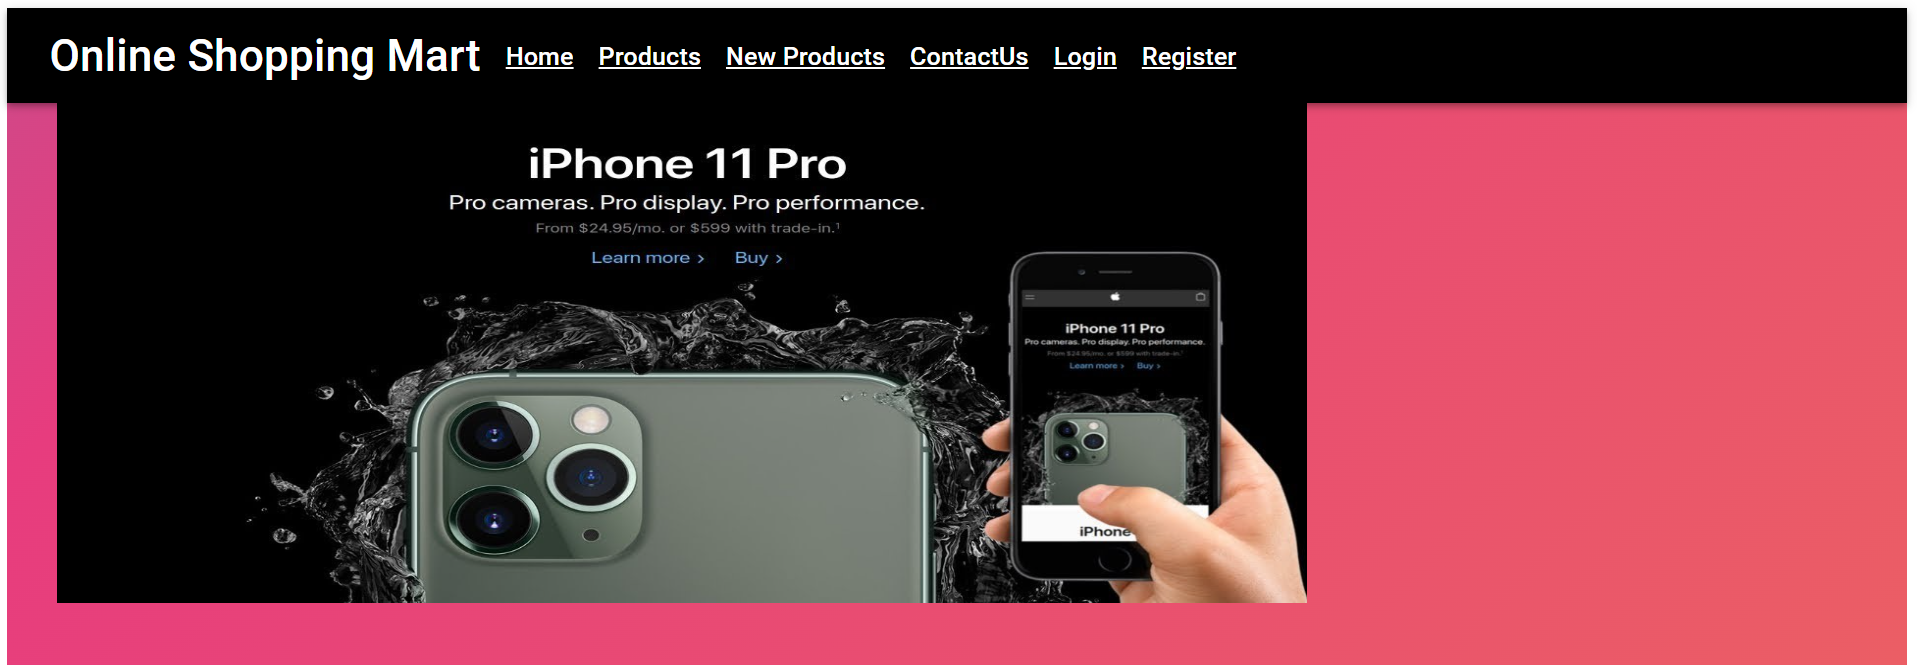 Online Shopping Mart Home Products New Products ContactUs Login Register
iPhone 11 Pro
Pro cameras. Pro display. Pro performance.
From $24.95/mo. or $599 with trade-in.¹
Learn more > Buy >
iPhone 11 Pro
Pro cameras. Pro display. Pro performance.
From $24.95/mo. or $599 with trade-in.¹
Learn more > Buy >
iPhone